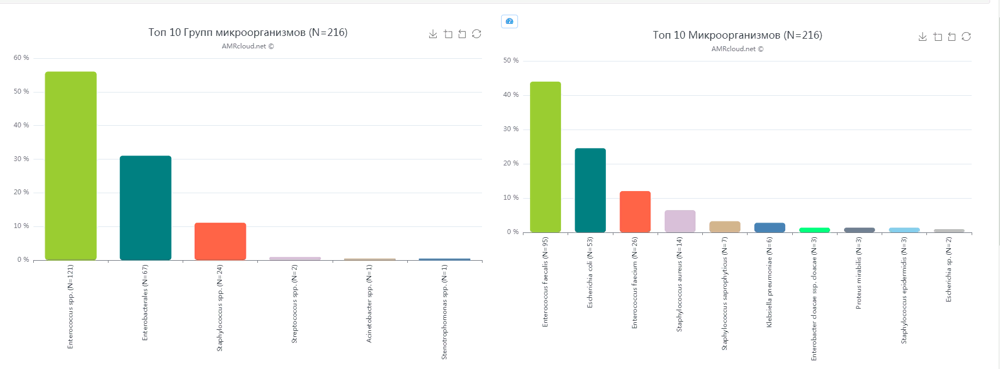 Топ 10 Групп микроорганизмов (N=216)
AMRcloud.net ©
60 %
50 %
40 %
30 %
20 %
10 %
0 %
Enterococcus spp. (N=121)
Enterobacterales (N=67)
Staphylococcus spp. (N=24)
Streptococcus spp. (N=2)
Acinetobacter spp. (N=1)
Stenotrophomonas spp. (N=1)
Топ 10 Микроорганизмов (N=216)
AMRcloud.net ©
50 %
40 %
30 %
20 %
10 %
0 %
Enterococcus faecalis (N=95)
Escherichia coli (N=53)
Enterococcus faecium (N=26)
Staphylococcus aureus (N=14)
Staphylococcus saprophyticus (N=7)
Klebsiella pneumoniae (N=6)
Enterobacter cloacae ssp. cloacae (N=3)
Proteus mirabilis (N=3)
Staphylococcus epidermidis (N=3)
Escherichia sp. (N=2)